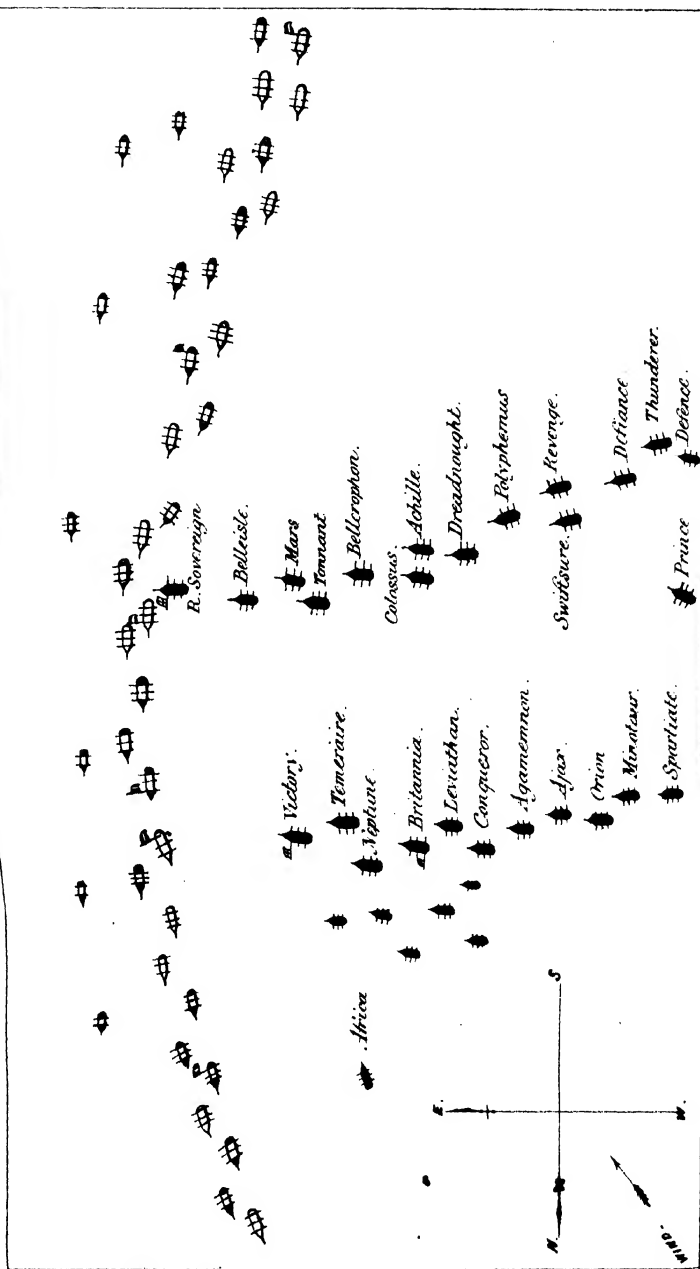 R. Sovereign
Belleisle.
Mars
Tonnant
Bellerophon.
Colossus.
Achille.
Dreadnought.
Polyphemus
Revenge.
Swiftsure.
Defiance
Thunderer.
Defence.
Prince
Victory.
Temeraire.
Neptune
Britannia.
Leviathan.
Conqueror.
Agamemnon.
Ajax.
Orion
Minotaur.
Spartiate.
Africa
E.
S
N.
W.
WIND.